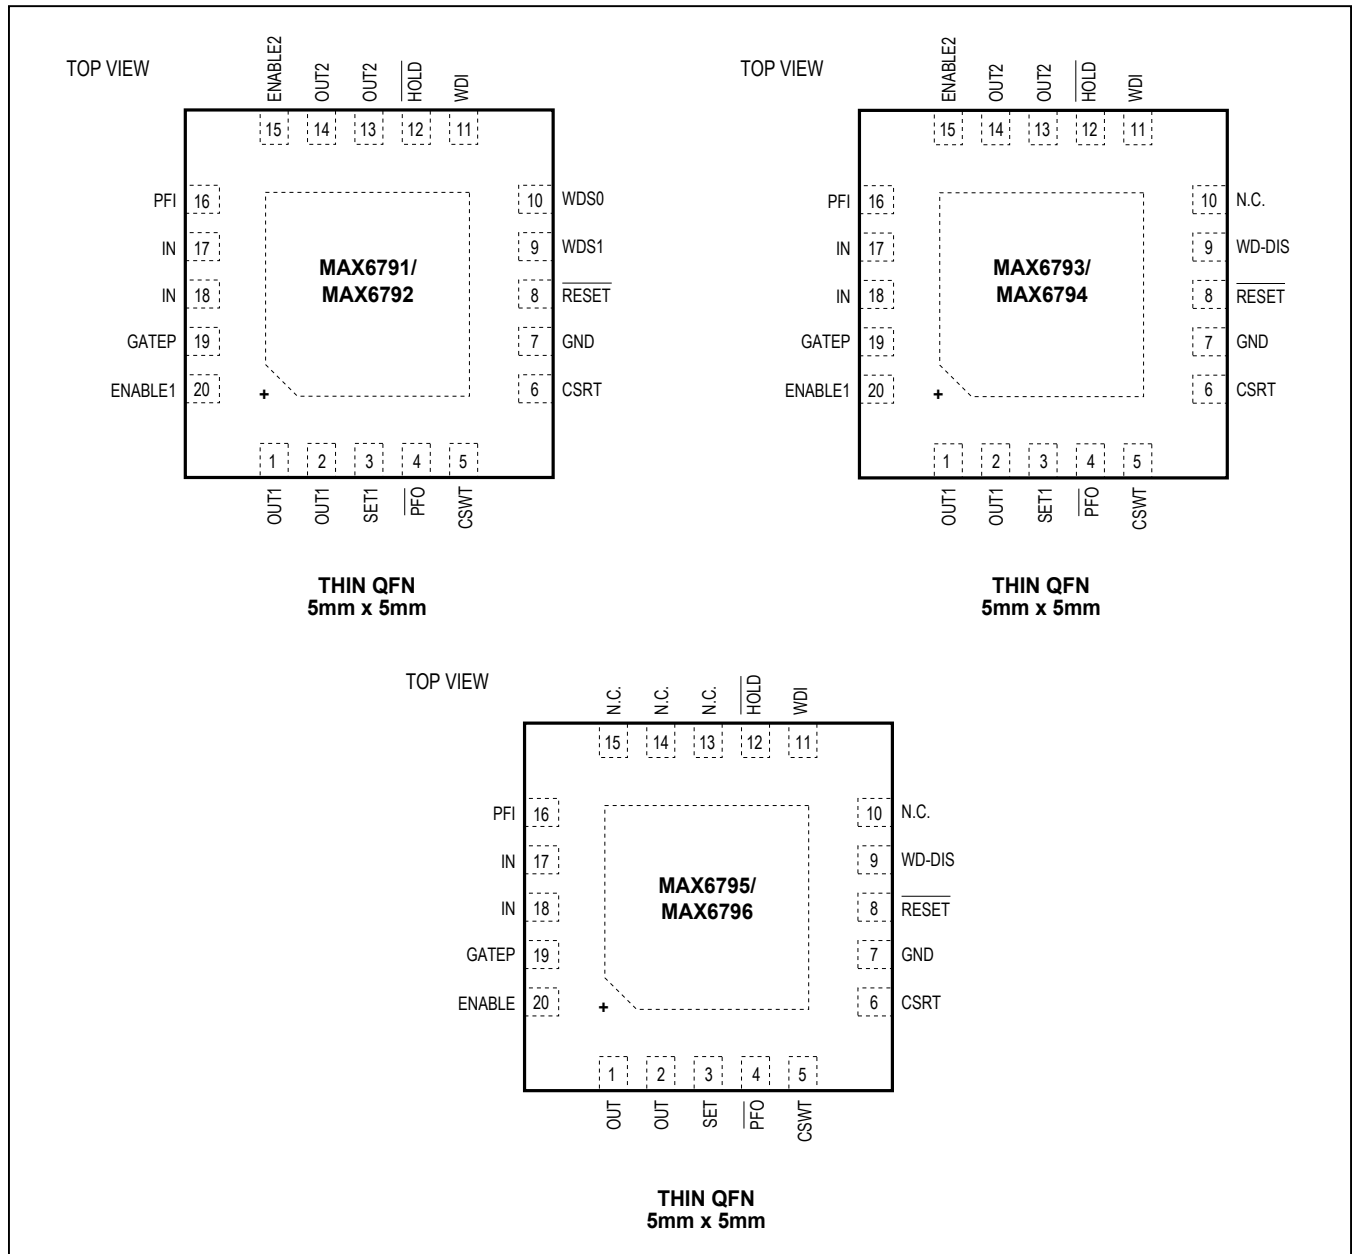 TOP VIEW
ENABLE2
OUT2
OUT2
HOLD
WDI
15 14 13 12 11
PFI 16
IN 17
IN 18
GATEP 19
ENABLE1 20
10 WDS0
9 WDS1
8 RESET
7 GND
6 CSRT
MAX6791/
MAX6792
+
1 2 3 4 5
OUT1
OUT1
SET1
PFO
CSWT
THIN QFN
5mm x 5mm
TOP VIEW
ENABLE2
OUT2
OUT2
HOLD
WDI
15 14 13 12 11
PFI 16
IN 17
IN 18
GATEP 19
ENABLE1 20
10 N.C.
9 WD-DIS
8 RESET
7 GND
6 CSRT
MAX6793/
MAX6794
+
1 2 3 4 5
OUT1
OUT1
SET1
PFO
CSWT
THIN QFN
5mm x 5mm
TOP VIEW
N.C.
N.C.
N.C.
HOLD
WDI
15 14 13 12 11
PFI 16
IN 17
IN 18
GATEP 19
ENABLE 20
10 N.C.
9 WD-DIS
8 RESET
7 GND
6 CSRT
MAX6795/
MAX6796
+
1 2 3 4 5
OUT
OUT
SET
PFO
CSWT
THIN QFN
5mm x 5mm